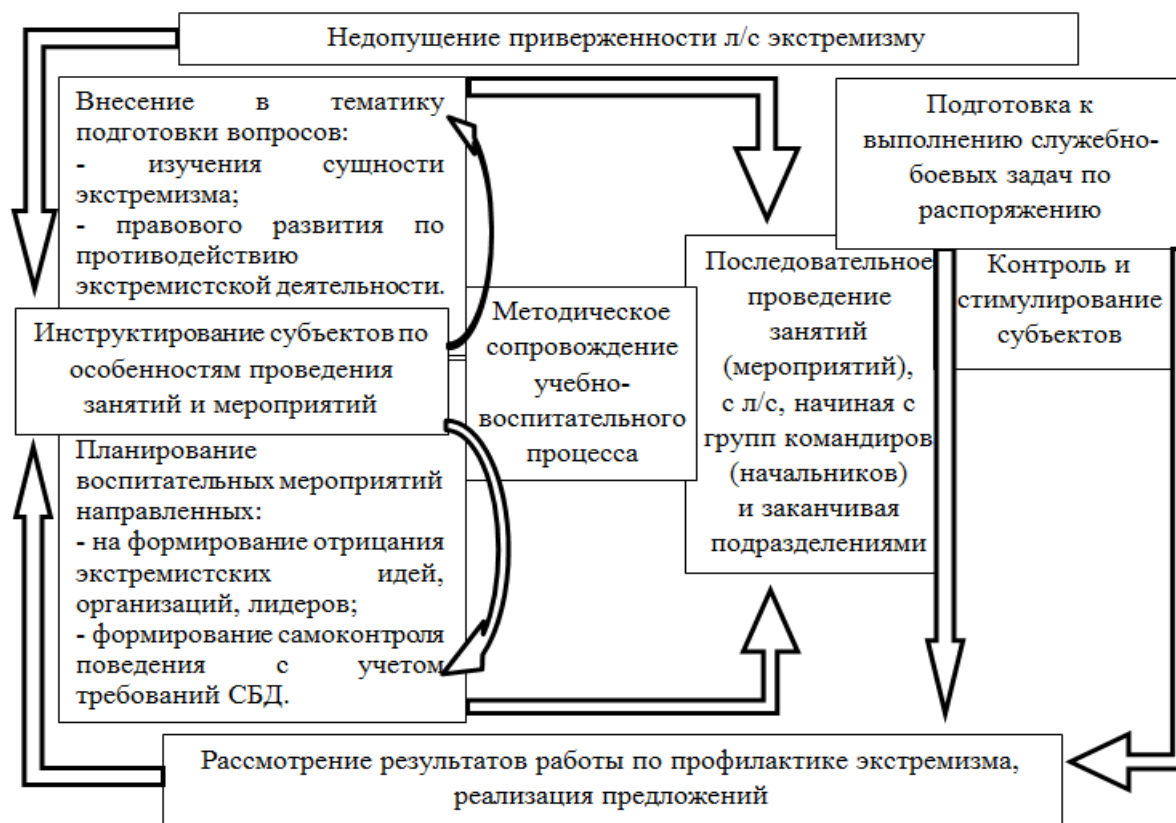 Недопущение приверженности л/с экстремизму
Внесение в тематику
подготовки вопросов:
- изучения сущности
экстремизма;
- правового развития по
противодействию
экстремистской деятельности.
Инструктирование субъектов по
особенностям проведения
занятий и мероприятий
Планирование
воспитательных мероприятий
направленных:
- на формирование отрицания
экстремистских идей,
организаций, лидеров;
- формирование самоконтроля
поведения с учетом
требований СБД.
Методическое
сопровождение
учебно-
воспитательного
процесса
Последовательное
проведение
занятий
(мероприятий),
с л/с, начиная с
групп командиров
(начальников)
и заканчивая
подразделениями
Подготовка к
выполнению служебно-
боевых задач по
распоряжению
Контроль и
стимулирование
субъектов
Рассмотрение результатов работы по профилактике экстремизма,
реализация предложений